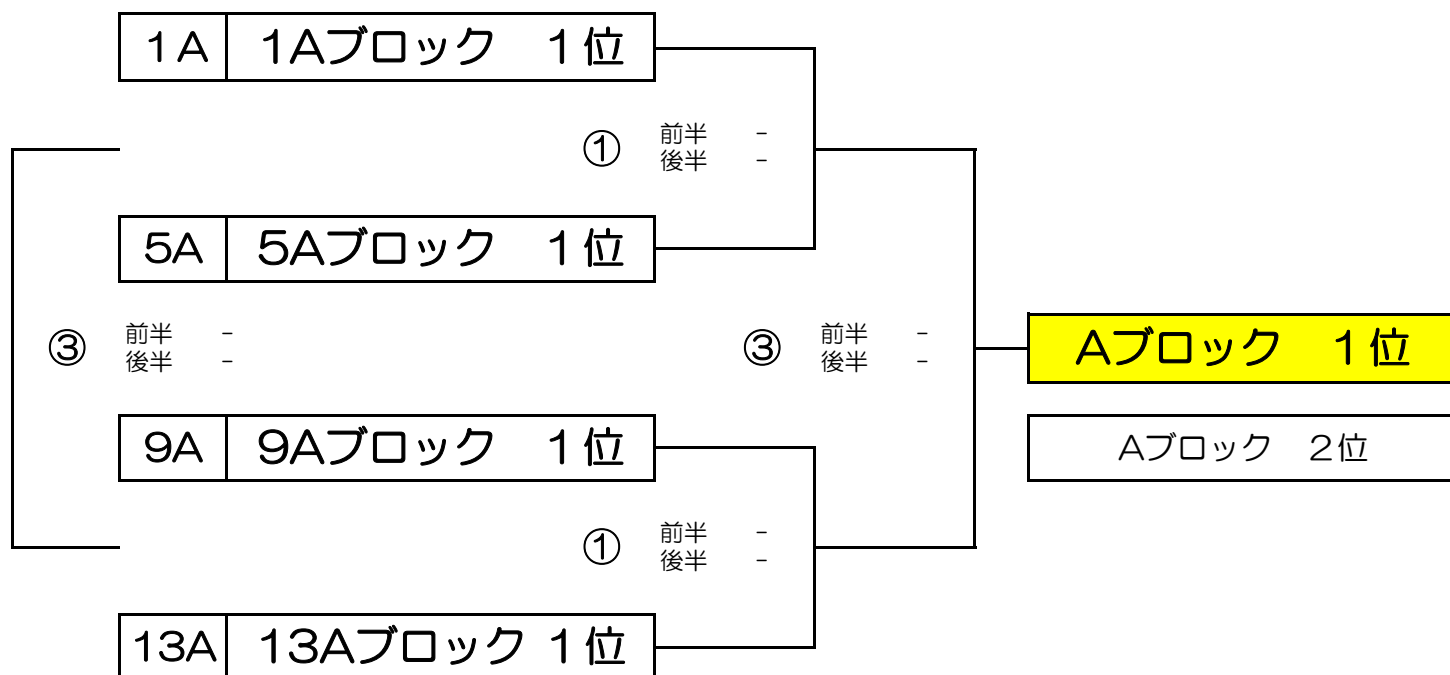 1A 1Aブロック　1位
① 前半 -
後半 -
5A 5Aブロック　1位
③ 前半 -
後半 -
③ 前半 -
後半 -
Aブロック　1位
9A 9Aブロック　1位
Aブロック　2位
① 前半 -
後半 -
13A 13Aブロック 1位